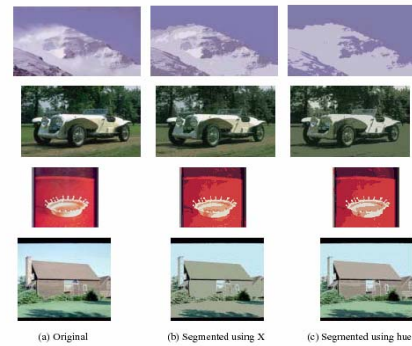 (a) Original
(b) Segmented using X
(c) Segmented using hue